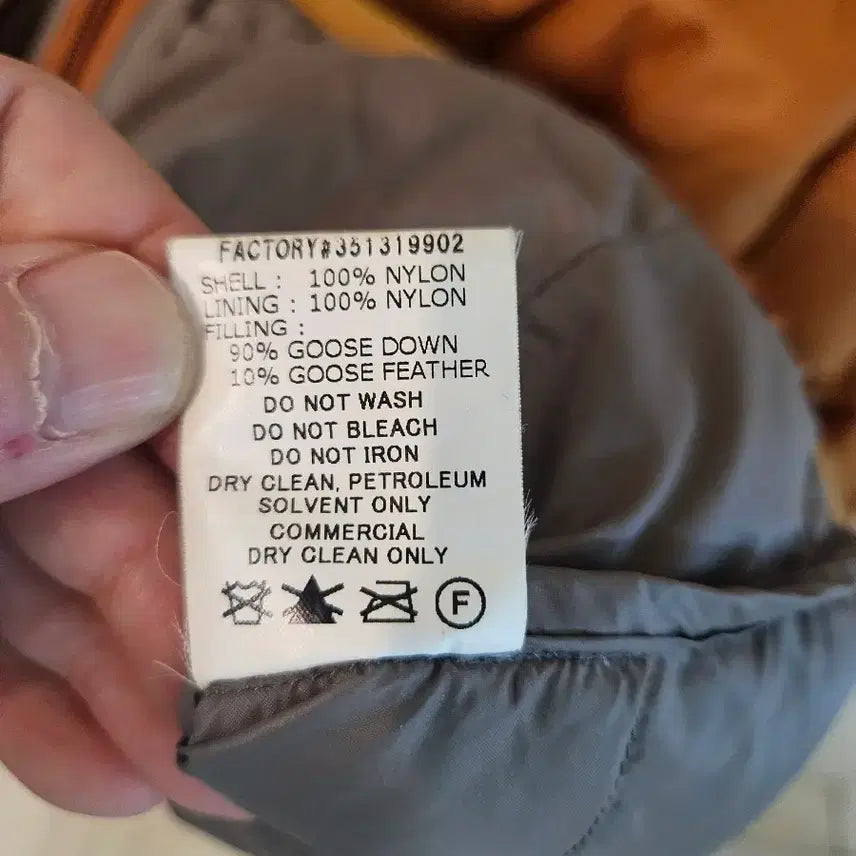 FACTORY#351319902
SHELL : 100% NYLON
LINING : 100% NYLON
FILLING :
90% GOOSE DOWN
10% GOOSE FEATHER
DO NOT WASH
DO NOT BLEACH
DO NOT IRON
DRY CLEAN, PETROLEUM
SOLVENT ONLY
COMMERCIAL
DRY CLEAN ONLY
F